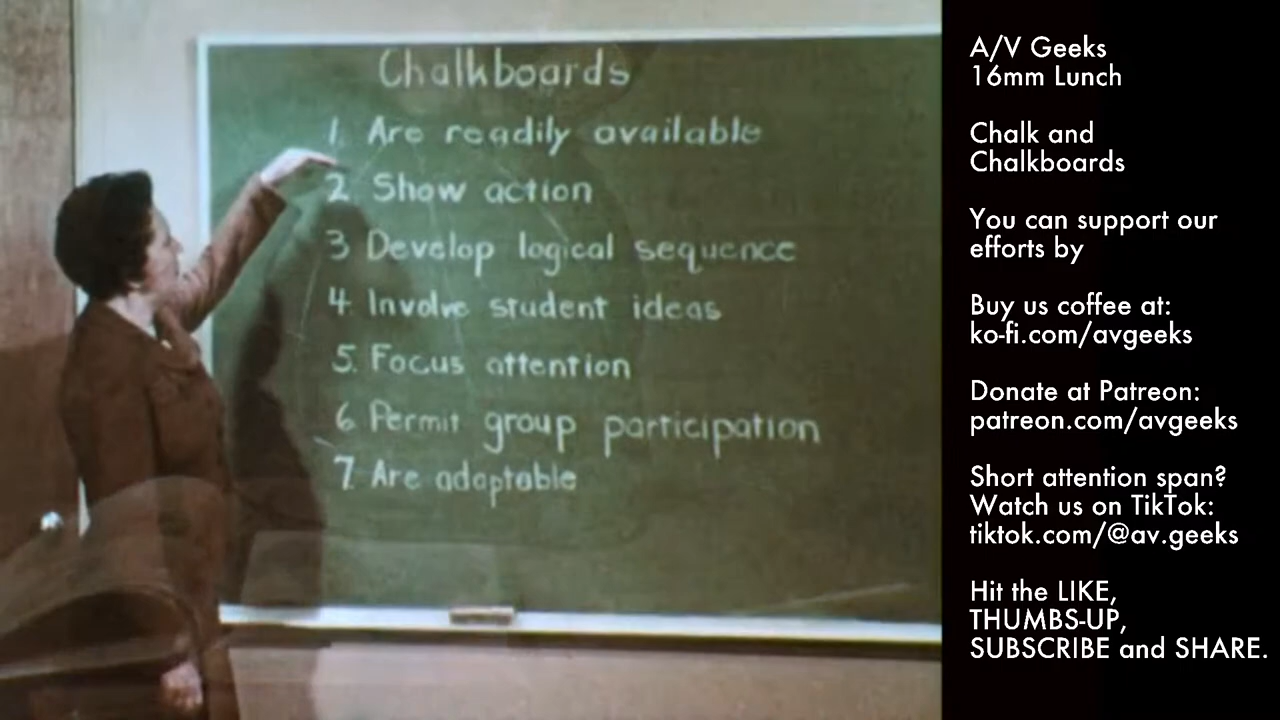 Chalkboards
1. Are readily available
2. Show action
3 Develop logical sequence
4. Involve student ideas
5. Focus attention
6 Permit group participation
7. Are adaptable
A/V Geeks
16mm Lunch
Chalk and
Chalkboards
You can support our
efforts by
Buy us coffee at:
ko-fi.com/avgeeks
Donate at Patreon:
patreon.com/avgeeks
Short attention span?
Watch us on TikTok:
tiktok.com/@av.geeks
Hit the LIKE,
THUMBS-UP,
SUBSCRIBE and SHARE.